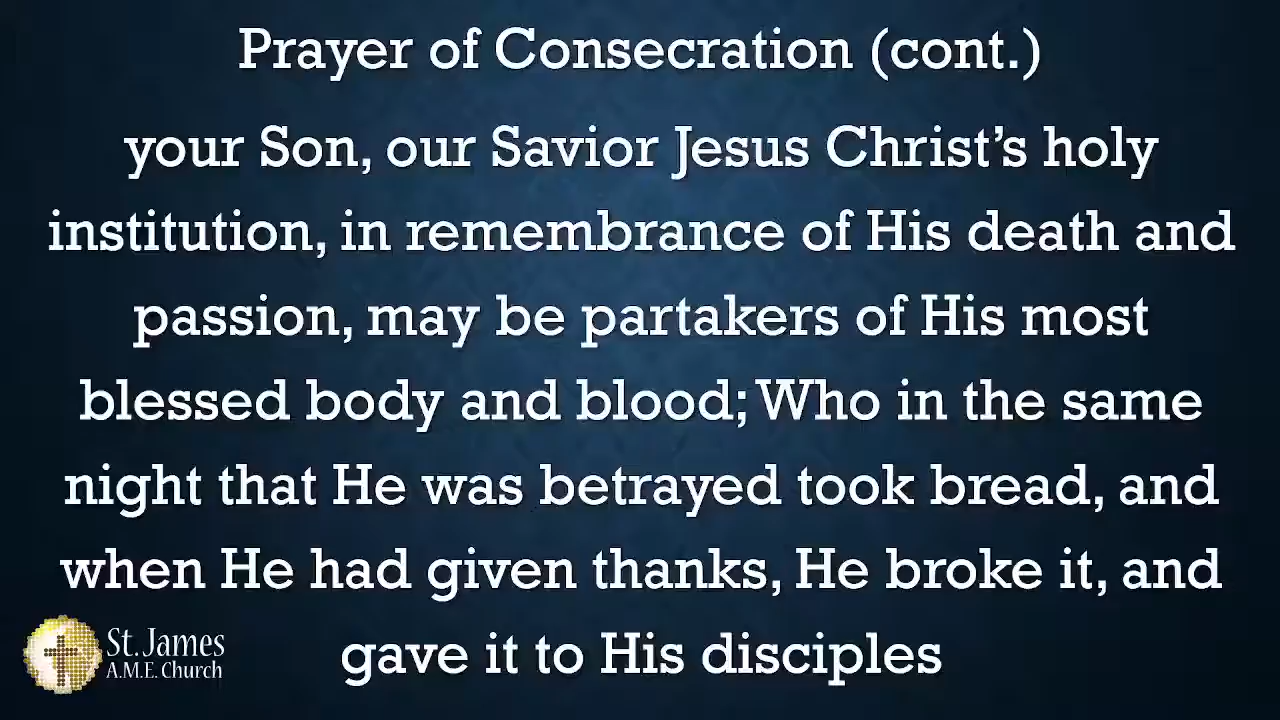 Prayer of Consecration (cont.)
your Son, our Savior Jesus Christ’s holy
institution, in remembrance of His death and
passion, may be partakers of His most
blessed body and blood; Who in the same
night that He was betrayed took bread, and
when He had given thanks, He broke it, and
gave it to His disciples
St. James
A.M.E. Church